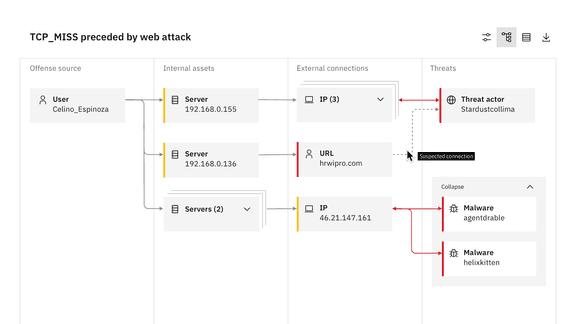 TCP_MISS preceded by web attack
Offense source
Internal assets
External connections
Threats
User
Celino_Espinoza
Server
192.168.0.155
IP (3)
Threat actor
Stardustcollima
Server
192.168.0.136
URL
hrwipro.com
Suspected connection
Collapse
Servers (2)
IP
46.21.147.161
Malware
agentdrable
Malware
helixkitten